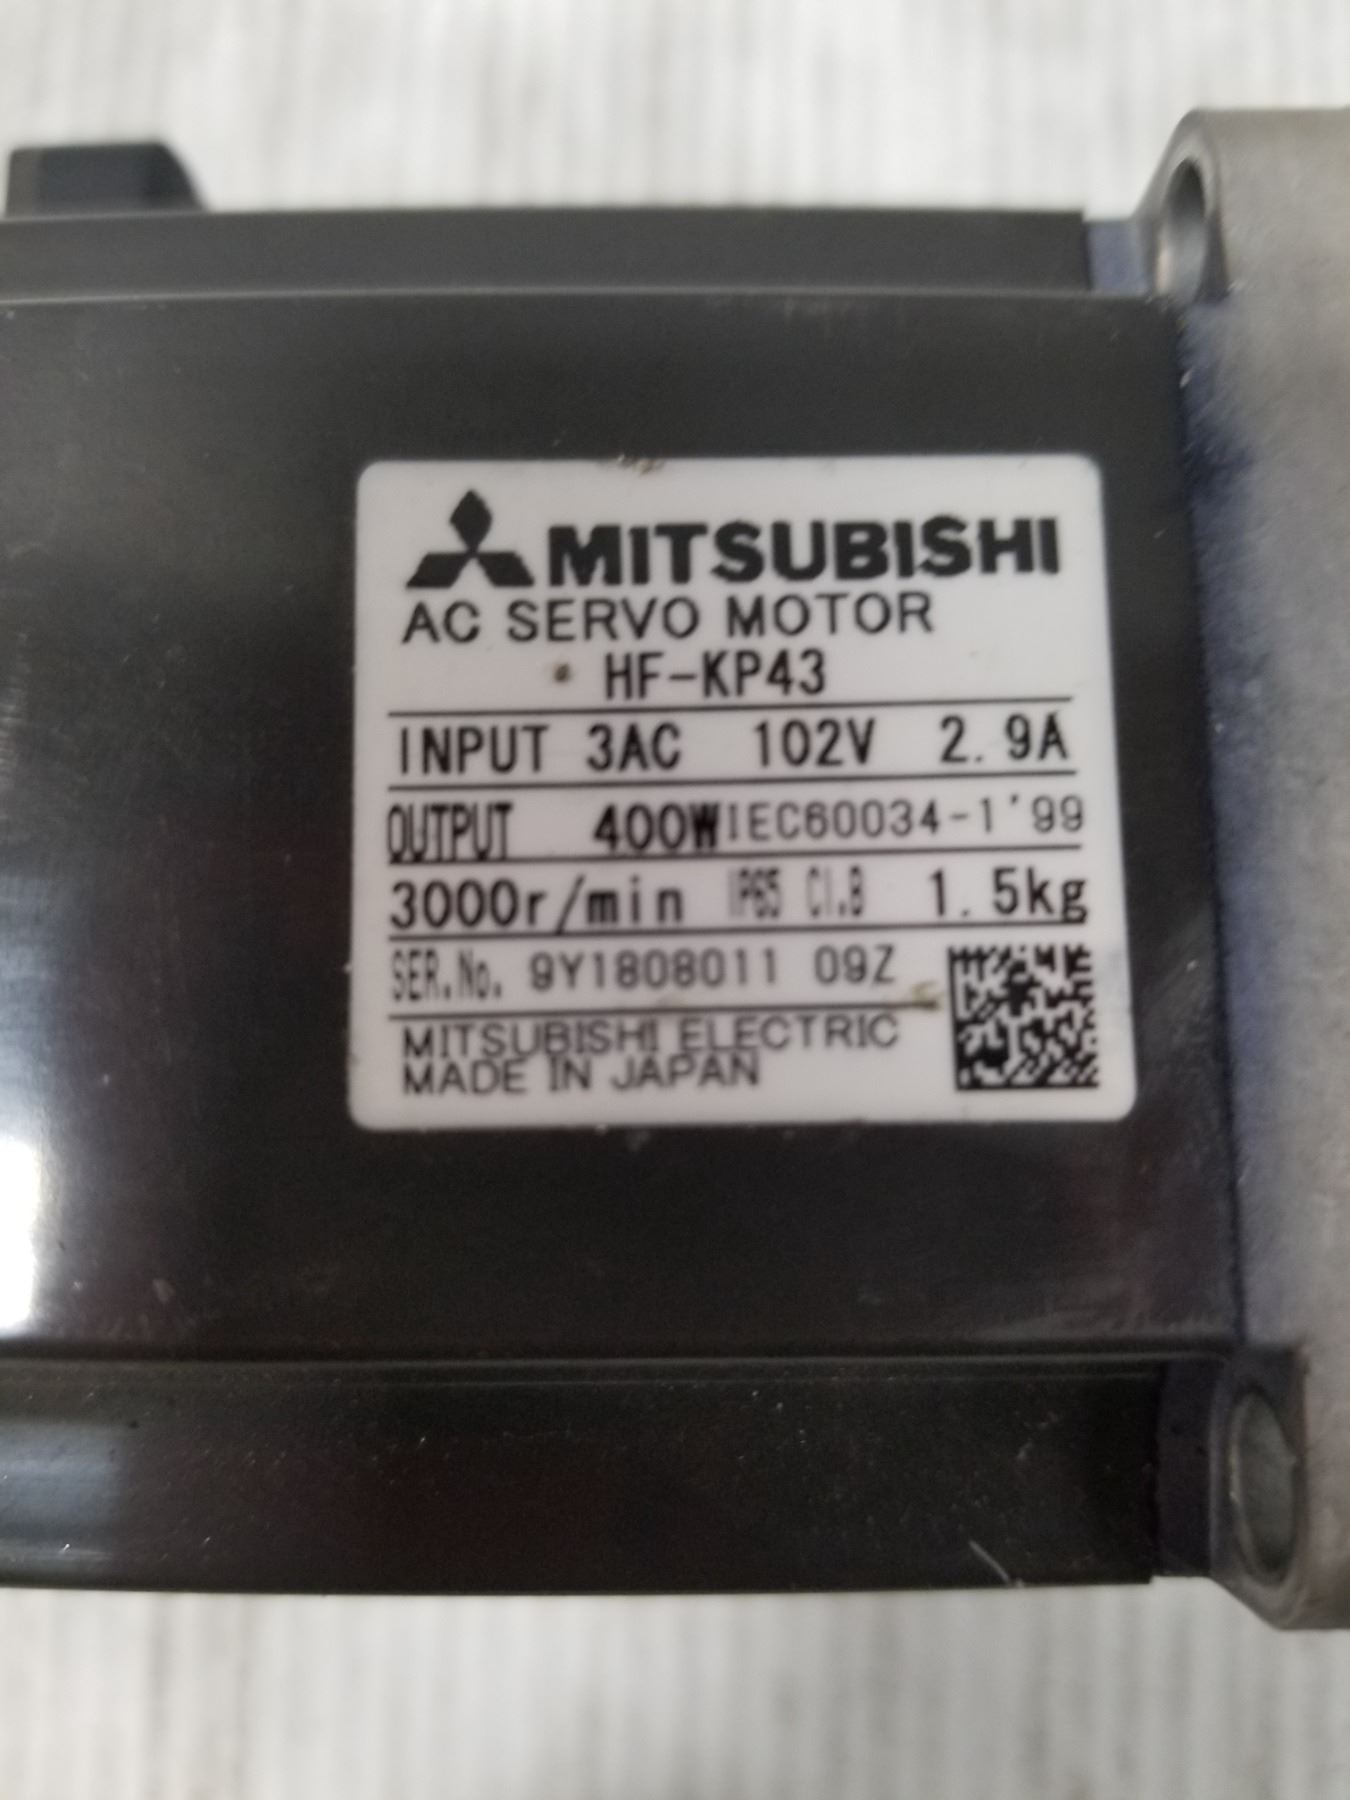 MITSUBISHI
AC SERVO MOTOR
HF-KP43
INPUT 3AC 102V 2.9A
OUTPUT 400W IEC60034-1'99
3000r/min IP65 Cl.B 1.5kg
SER.No. 9Y1808011 09Z
MITSUBISHI ELECTRIC
MADE IN JAPAN